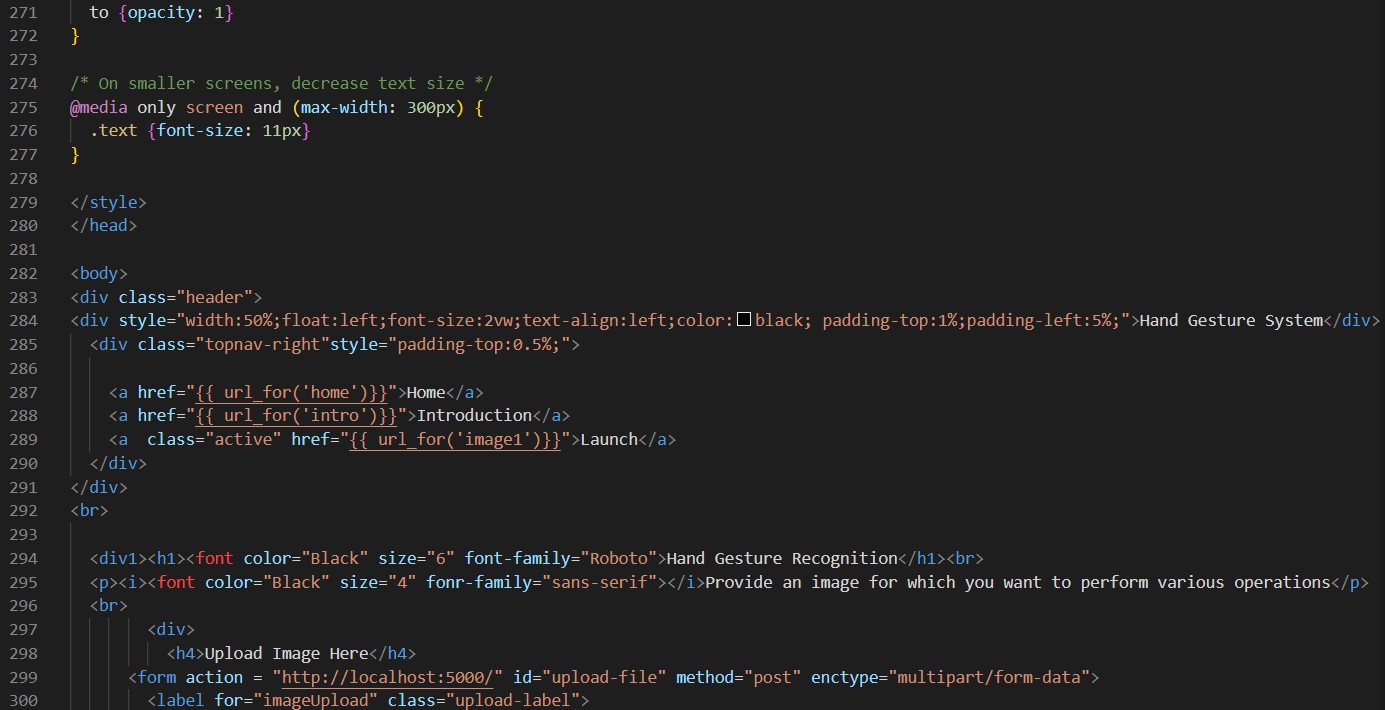 271 to {opacity: 1}
272 }
273
274 /* On smaller screens, decrease text size */
275 @media only screen and (max-width: 300px) {
276 .text {font-size: 11px}
277 }
278
279 </style>
280 </head>
281
282 <body>
283 <div class="header">
284 <div style="width:50%;float:left;font-size:2vw;text-align:left;color:black; padding-top:1%;padding-left:5%;">Hand Gesture System</div>
285 <div class="topnav-right"style="padding-top:0.5%;">
286
287 <a href="{{ url_for('home')}}">Home</a>
288 <a href="{{ url_for('intro')}}">Introduction</a>
289 <a  class="active" href="{{ url_for('image1')}}">Launch</a>
290 </div>
291 </div>
292 <br>
293
294 <div1><h1><font color="Black" size="6" font-family="Roboto">Hand Gesture Recognition</h1><br>
295 <p><i><font color="Black" size="4" fonr-family="sans-serif"></i>Provide an image for which you want to perform various operations</p>
296 <br>
297 <div>
298 <h4>Upload Image Here</h4>
299 <form action = "http://localhost:5000/" id="upload-file" method="post" enctype="multipart/form-data">
300 <label for="imageUpload" class="upload-label">